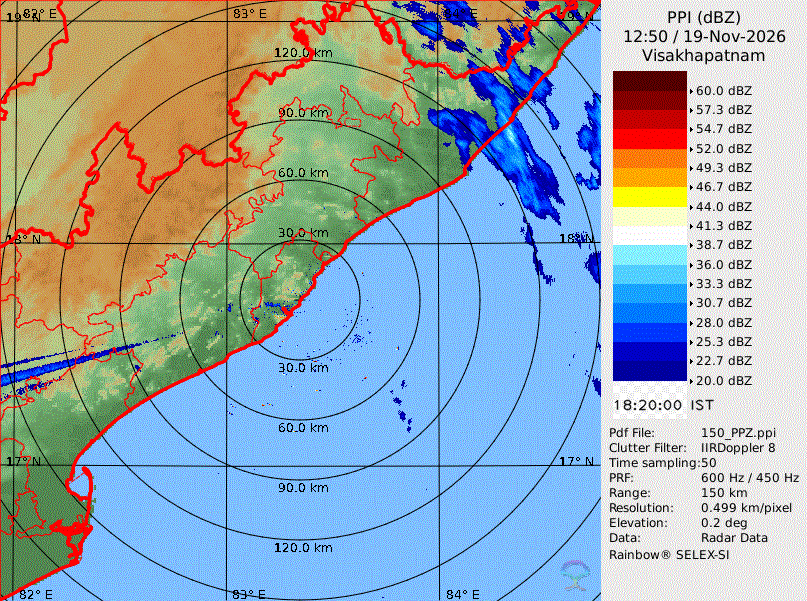 82° E
83° E
19° N
19° N
120.0 km
90.0 km
60.0 km
30.0 km
18° N
18° N
30.0 km
60.0 km
17° N
17° N
90.0 km
120.0 km
82° E
83° E
84° E
PPI (dBZ)
12:50 / 19-Nov-2026
Visakhapatnam
60.0 dBZ
57.3 dBZ
54.7 dBZ
52.0 dBZ
49.3 dBZ
46.7 dBZ
44.0 dBZ
41.3 dBZ
38.7 dBZ
36.0 dBZ
33.3 dBZ
30.7 dBZ
28.0 dBZ
25.3 dBZ
22.7 dBZ
20.0 dBZ
18:20:00 IST
Pdf File: 150_PPZ.ppi
Clutter Filter: IIRDoppler 8
Time sampling:50
PRF: 600 Hz / 450 Hz
Range: 150 km
Resolution: 0.499 km/pixel
Elevation: 0.2 deg
Data: Radar Data
Rainbow® SELEX-SI